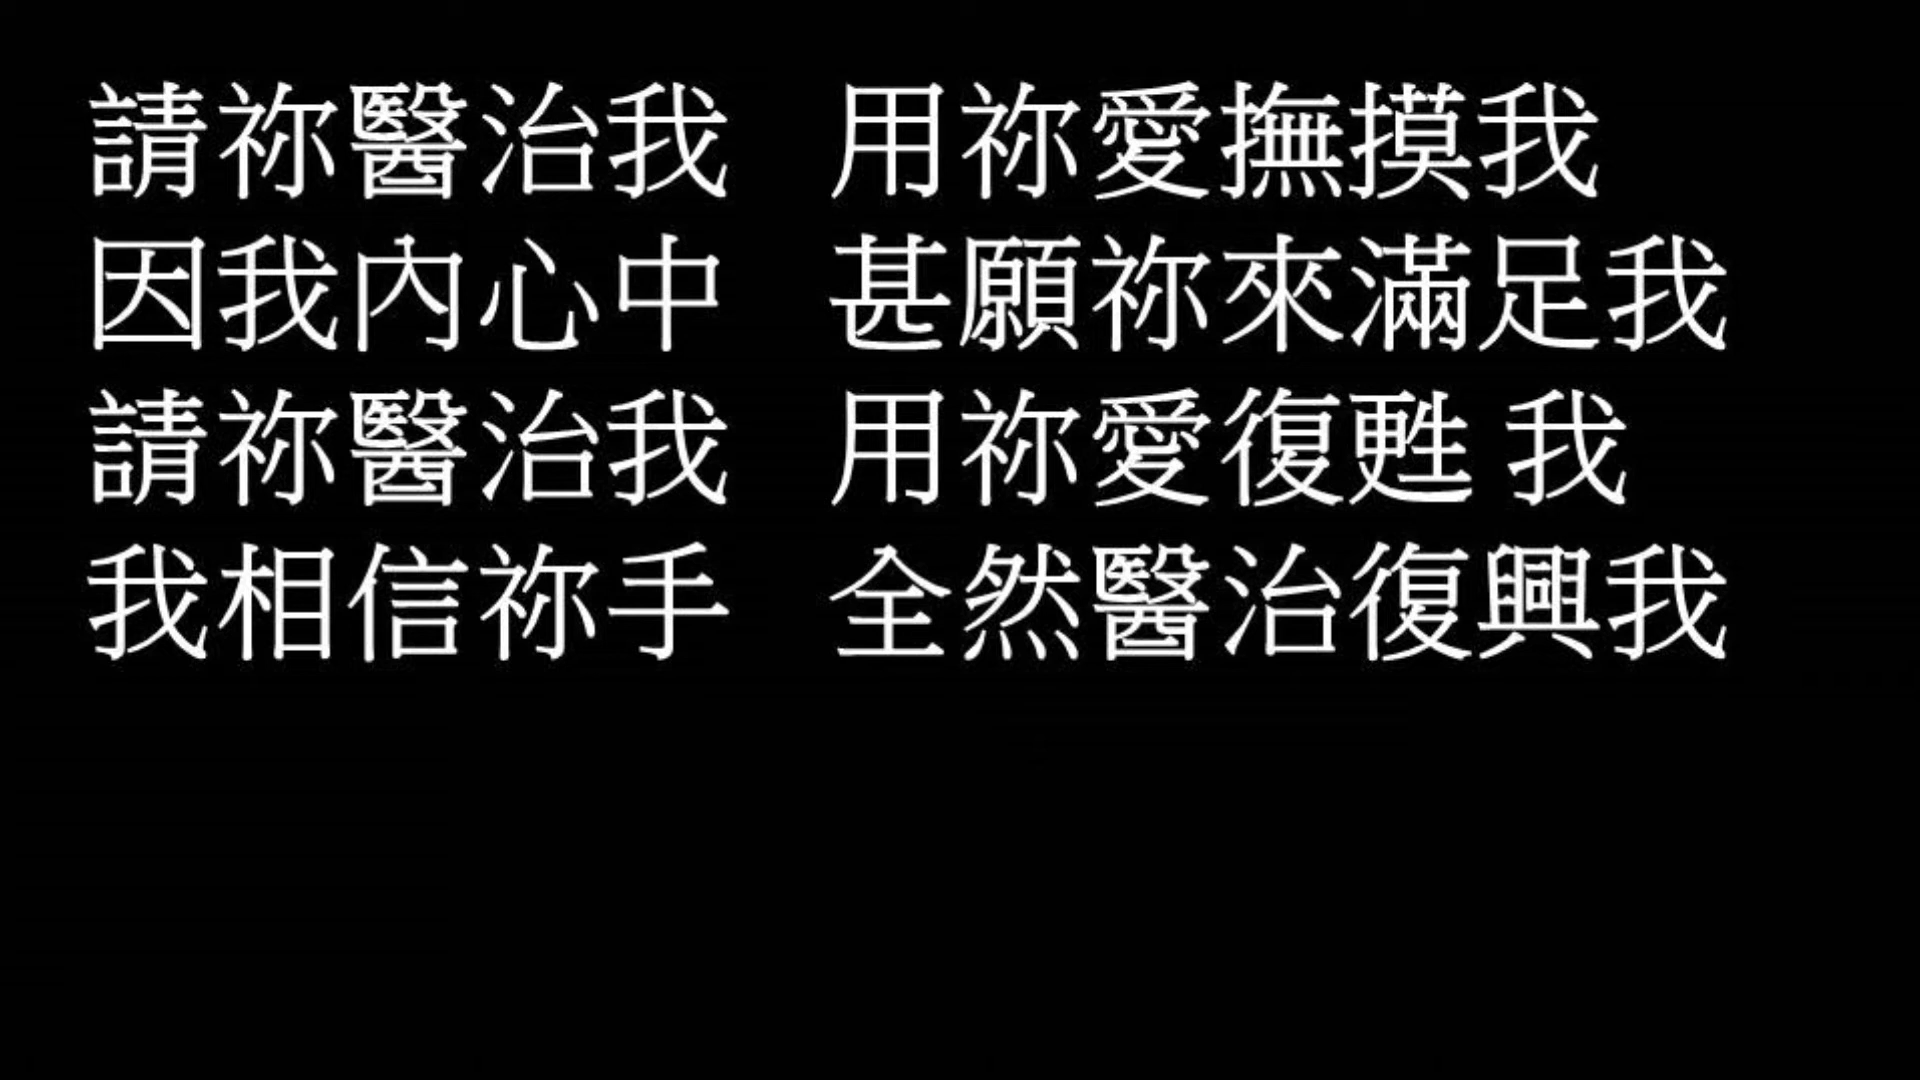 請祢醫治我 用祢愛撫摸我
因我內心中 甚願祢來滿足我
請祢醫治我 用祢愛復甦 我
我相信祢手 全然醫治復興我